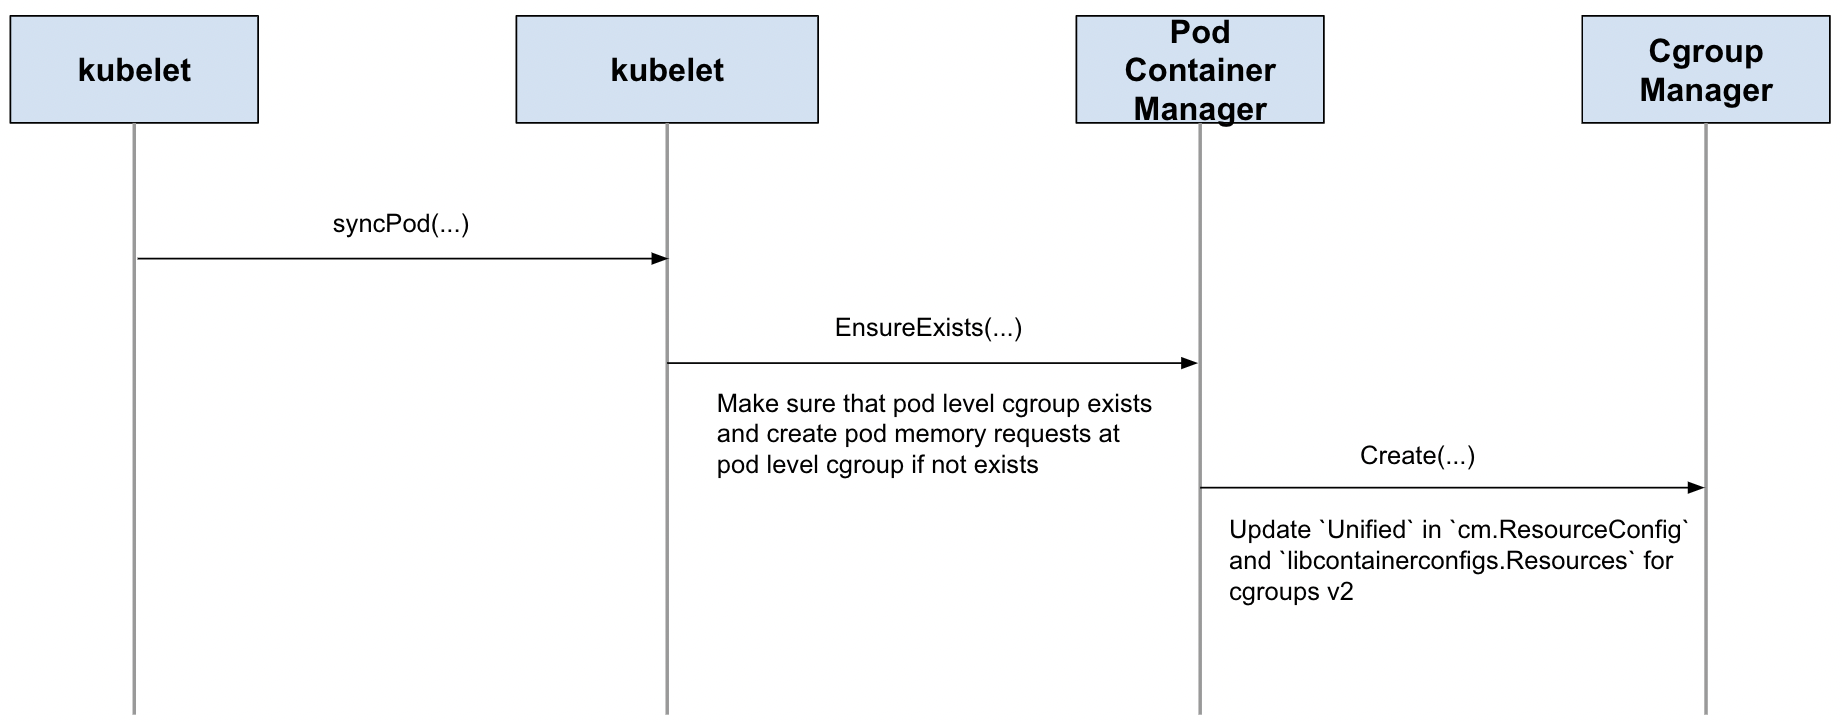 kubelet
kubelet
Pod
Container
Manager
Cgroup
Manager
syncPod(...)
EnsureExists(...)
Make sure that pod level cgroup exists
and create pod memory requests at
pod level cgroup if not exists
Create(...)
Update `Unified` in `cm.ResourceConfig`
and `libcontainerconfigs.Resources` for
cgroups v2